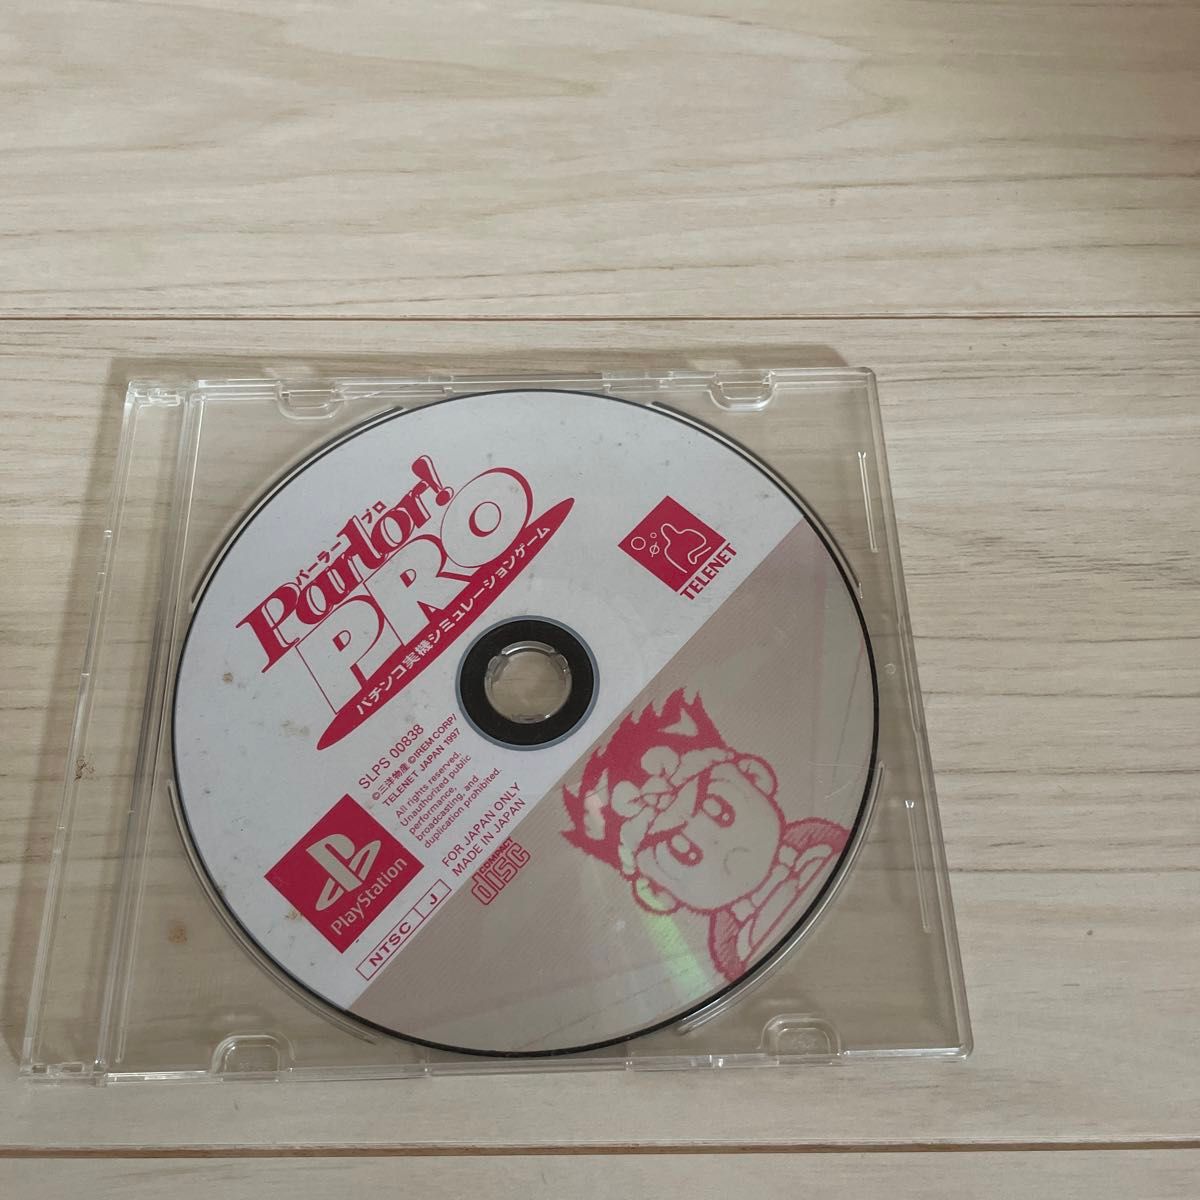 Parlor!
パーラー プロ
PRO
パチンコ実機シミュレーションゲーム
TELENET
SLPS 00838
©三洋物産 ©IREM CORP/
TELENET JAPAN 1997
All rights reserved.
Unauthorized public
performance,
broadcasting, and
duplication prohibited.
FOR JAPAN ONLY
MADE IN JAPAN
PlayStation
NTSC J
COMPACT
disc